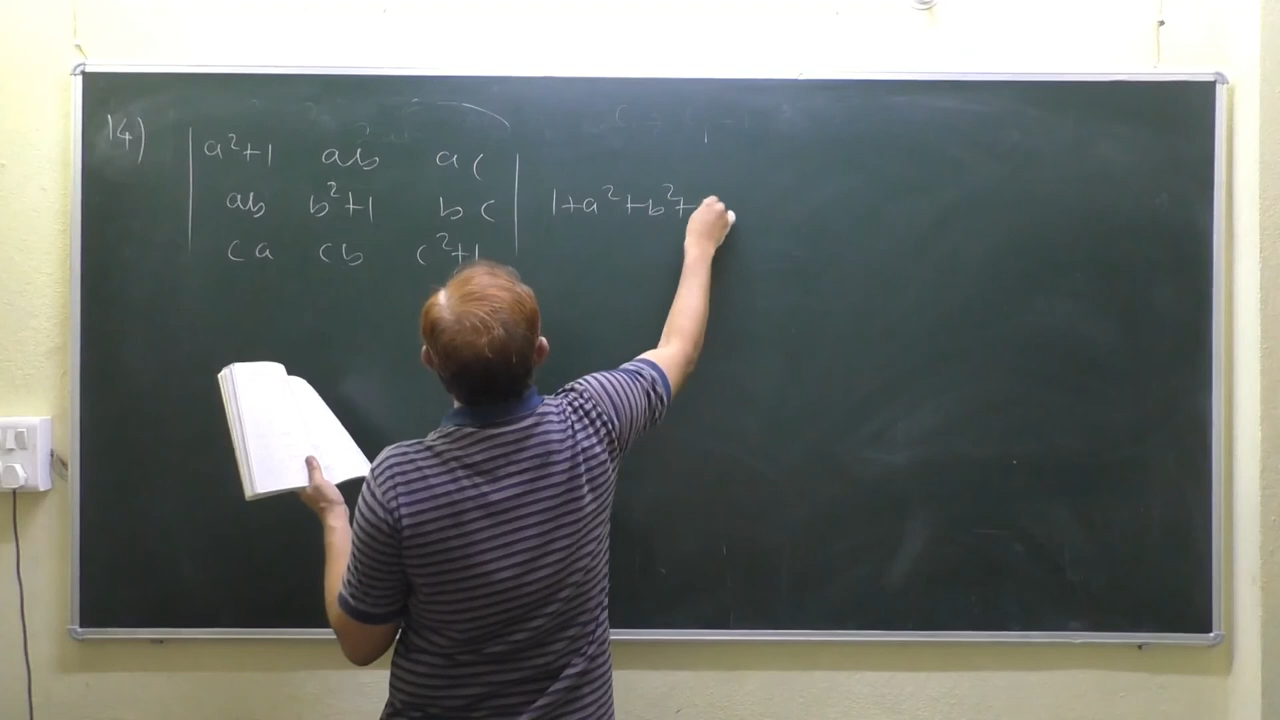 14) | a²+1 ab ac |
| ab b²+1 bc | 1+a²+b²+
| ca cb c²+1